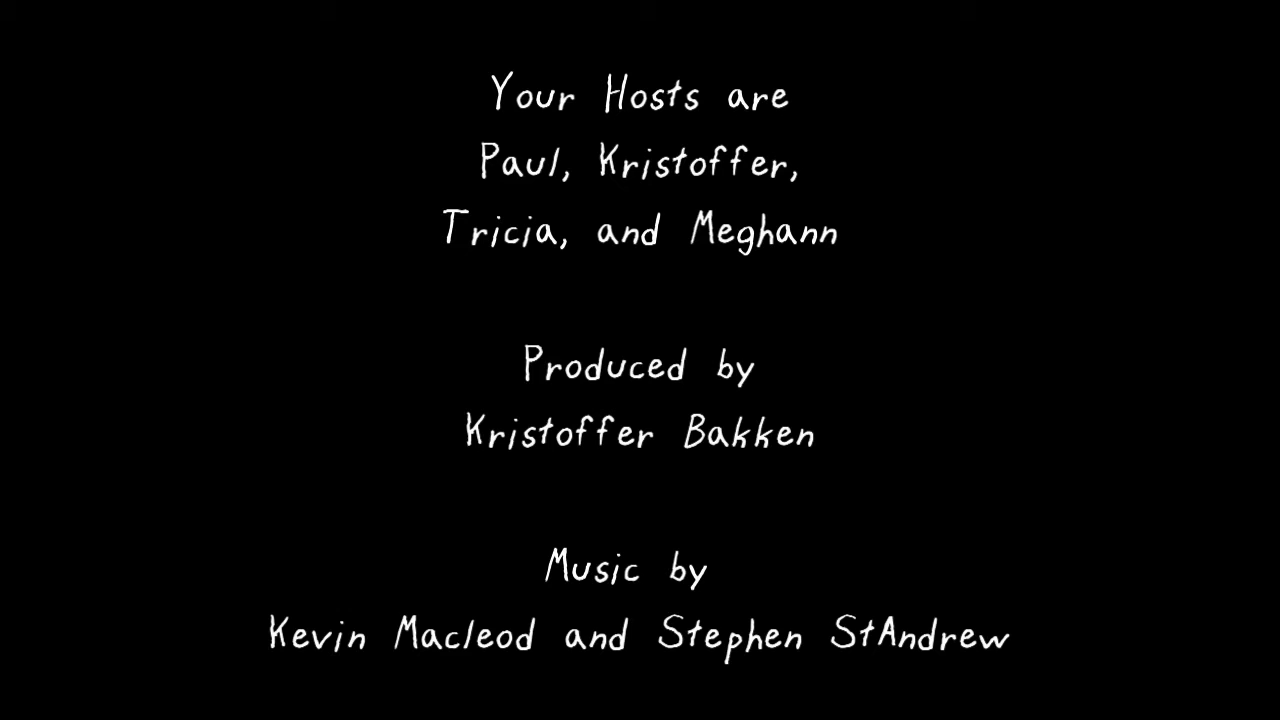 Your Hosts are
Paul, Kristoffer,
Tricia, and Meghann
Produced by
Kristoffer Bakken
Music by
Kevin Macleod and Stephen StAndrew